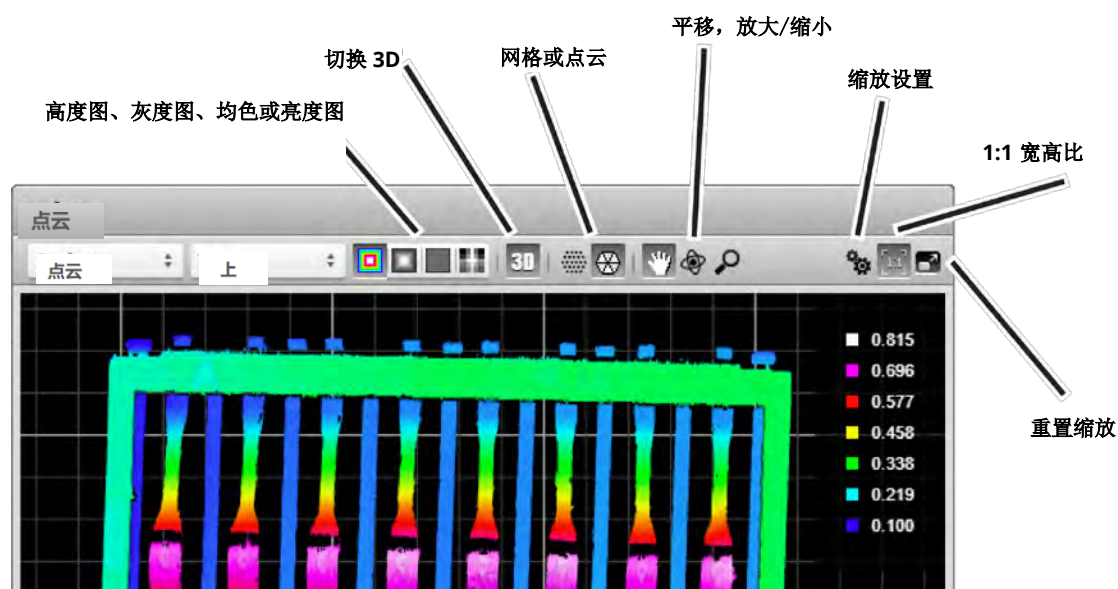 平移，放大/缩小
切换 3D
网格或点云
缩放设置
高度图、灰度图、均色或亮度图
1:1 宽高比
点云
点云
上
3D
1:1
0.815
0.696
0.577
0.458
0.338
0.219
0.100
重置缩放